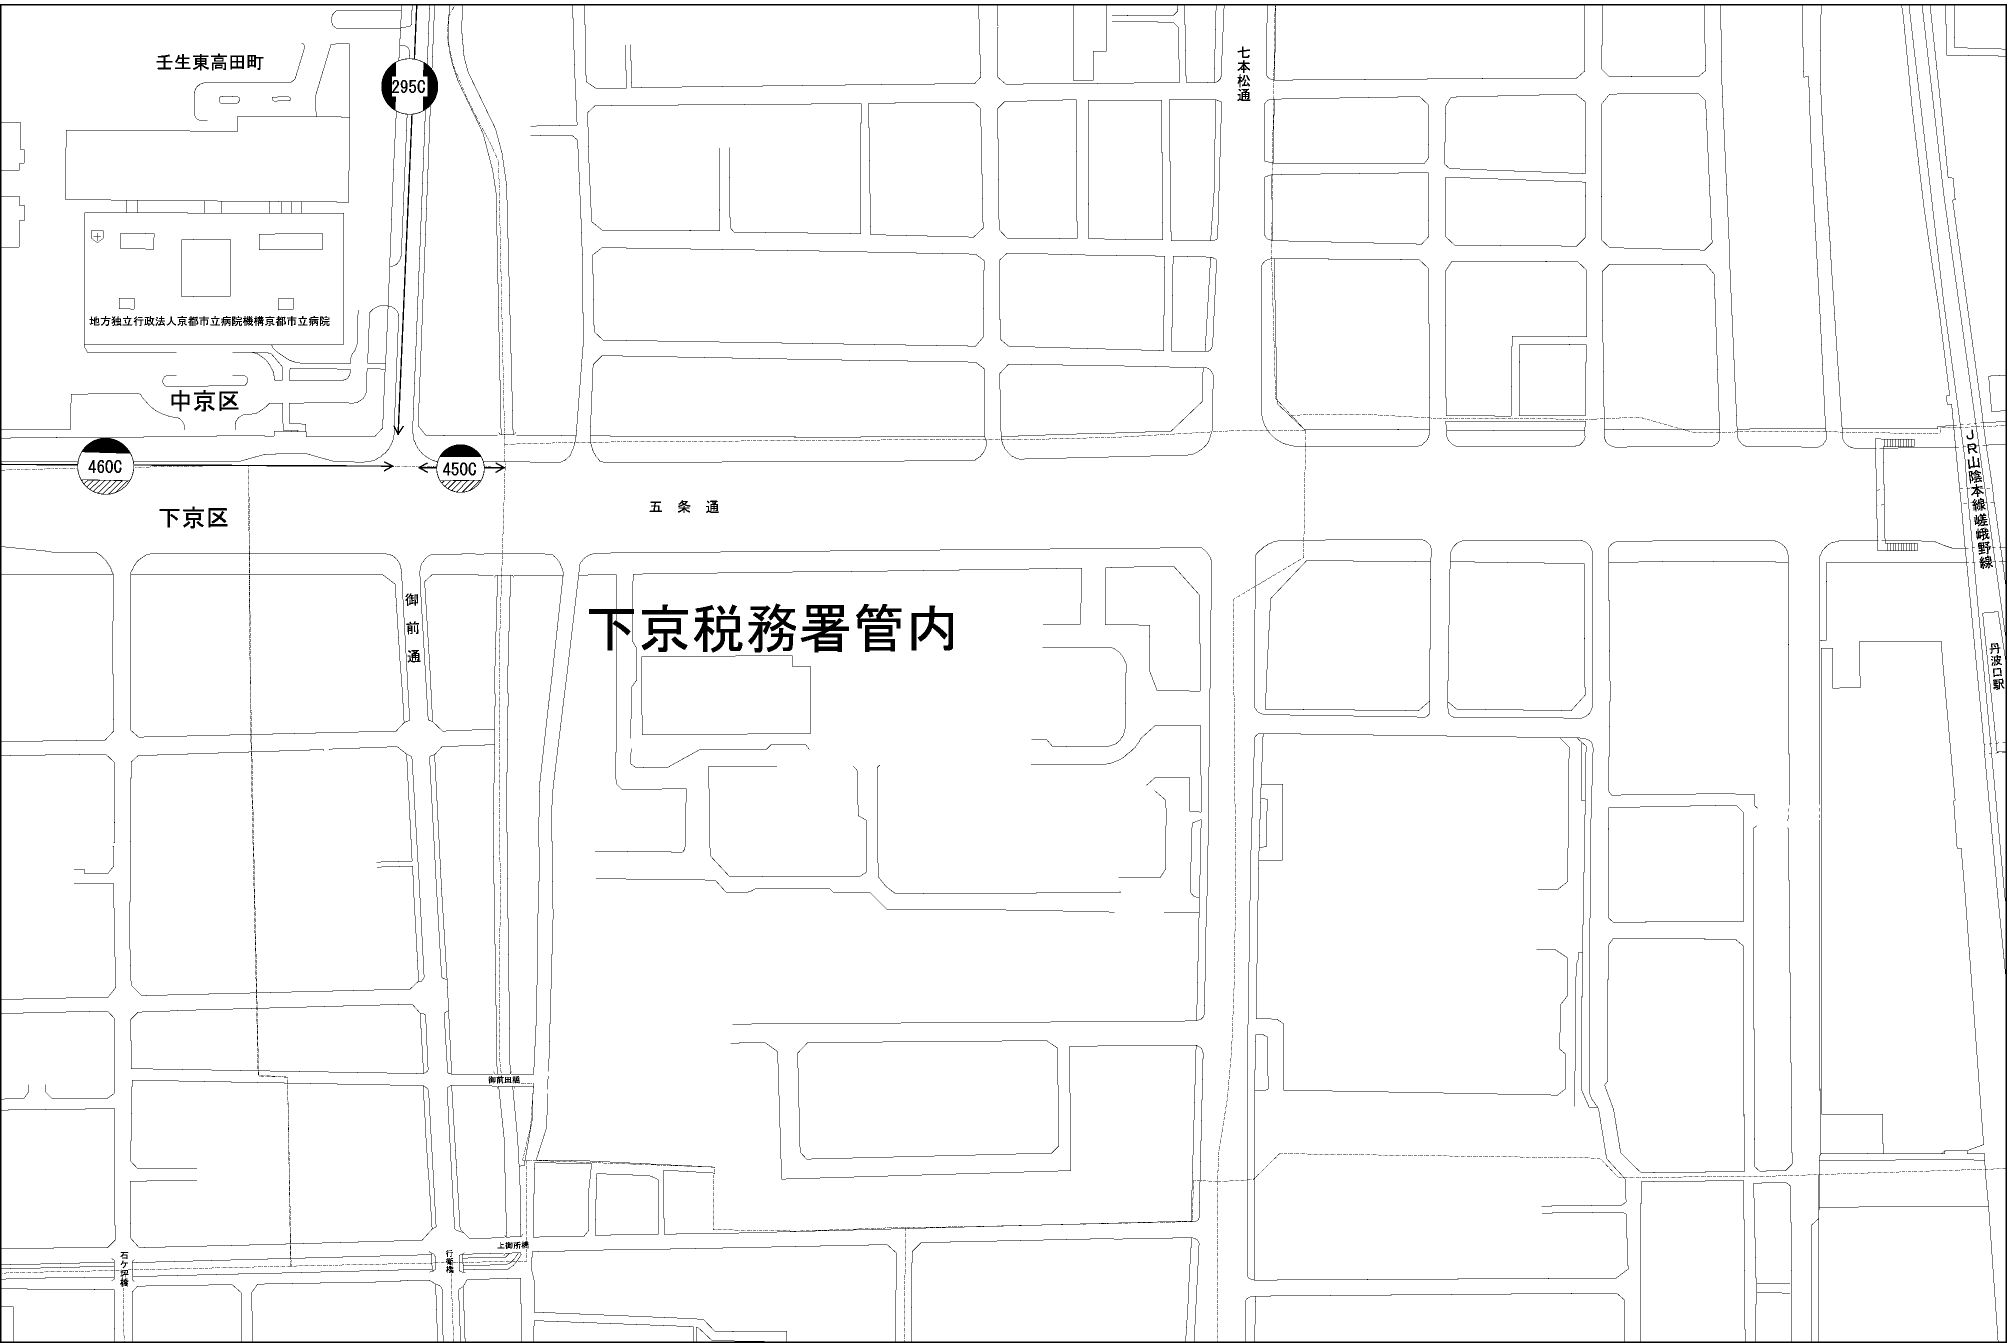 壬生東高田町
295C
七本松通
地方独立行政法人京都市立病院機構京都市立病院
中京区
460C
450C
下京区
五条通
JR山陰本線嵯峨野線
御前通
下京税務署管内
丹波口駅
御前田橋
上御所橋
石ケ坪橋
行衛橋